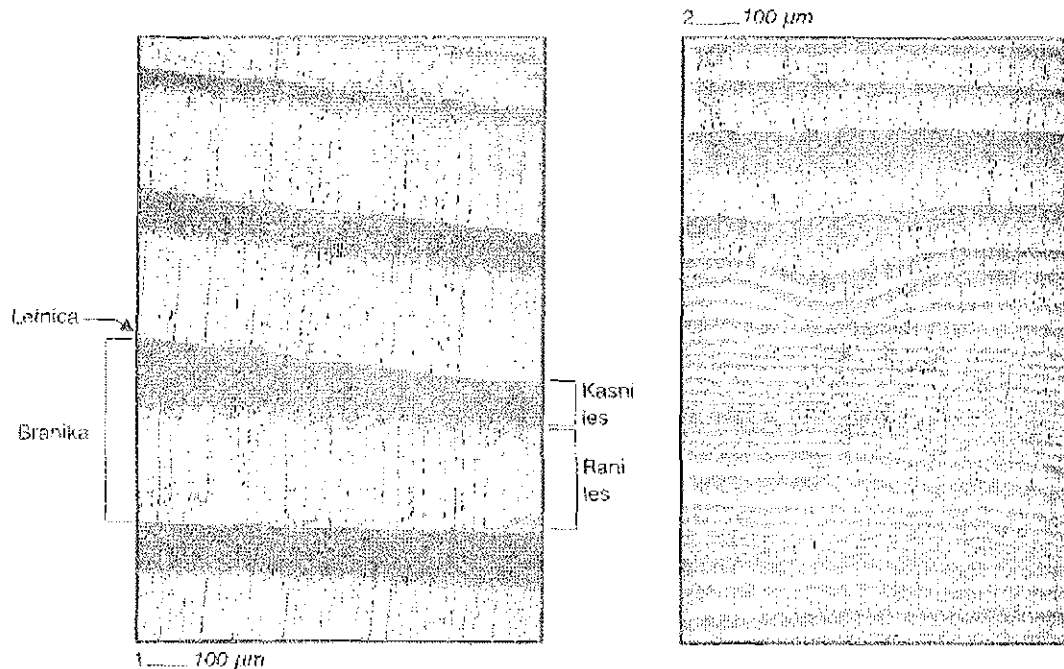 2 100 µm
Letnica
Branika
Kasni
les
Rani
les
1 100 µm